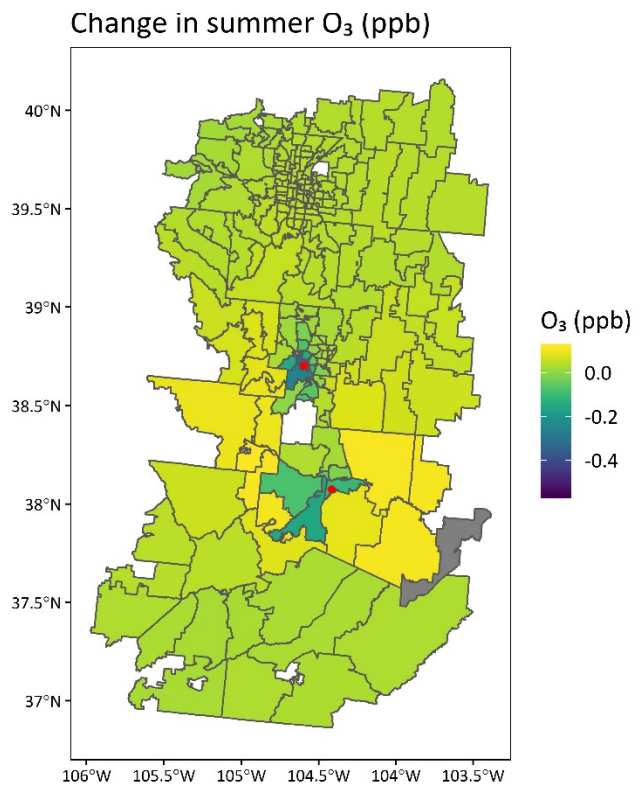 Change in summer O₃ (ppb)
40°N
39.5°N
39°N
38.5°N
38°N
37.5°N
37°N
106°W 105.5°W 105°W 104.5°W 104°W 103.5°W
O₃ (ppb)
0.0
-0.2
-0.4